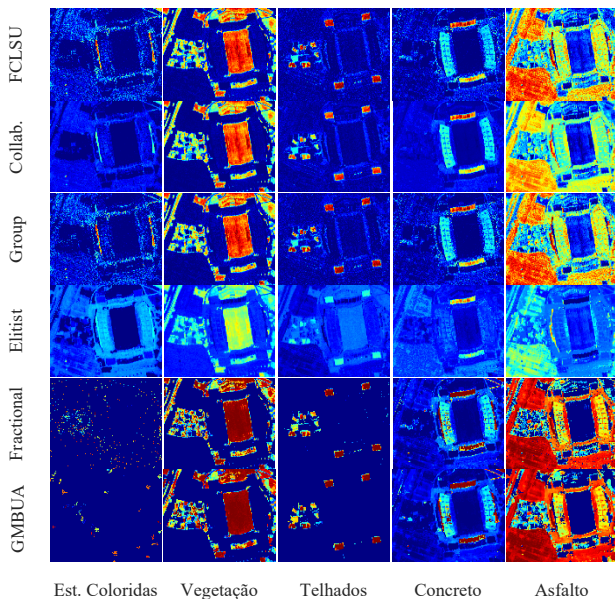 FCLSU
Collab.
Group
Elitist
Fractional
GMBUA
Est. Coloridas Vegetação Telhados Concreto Asfalto